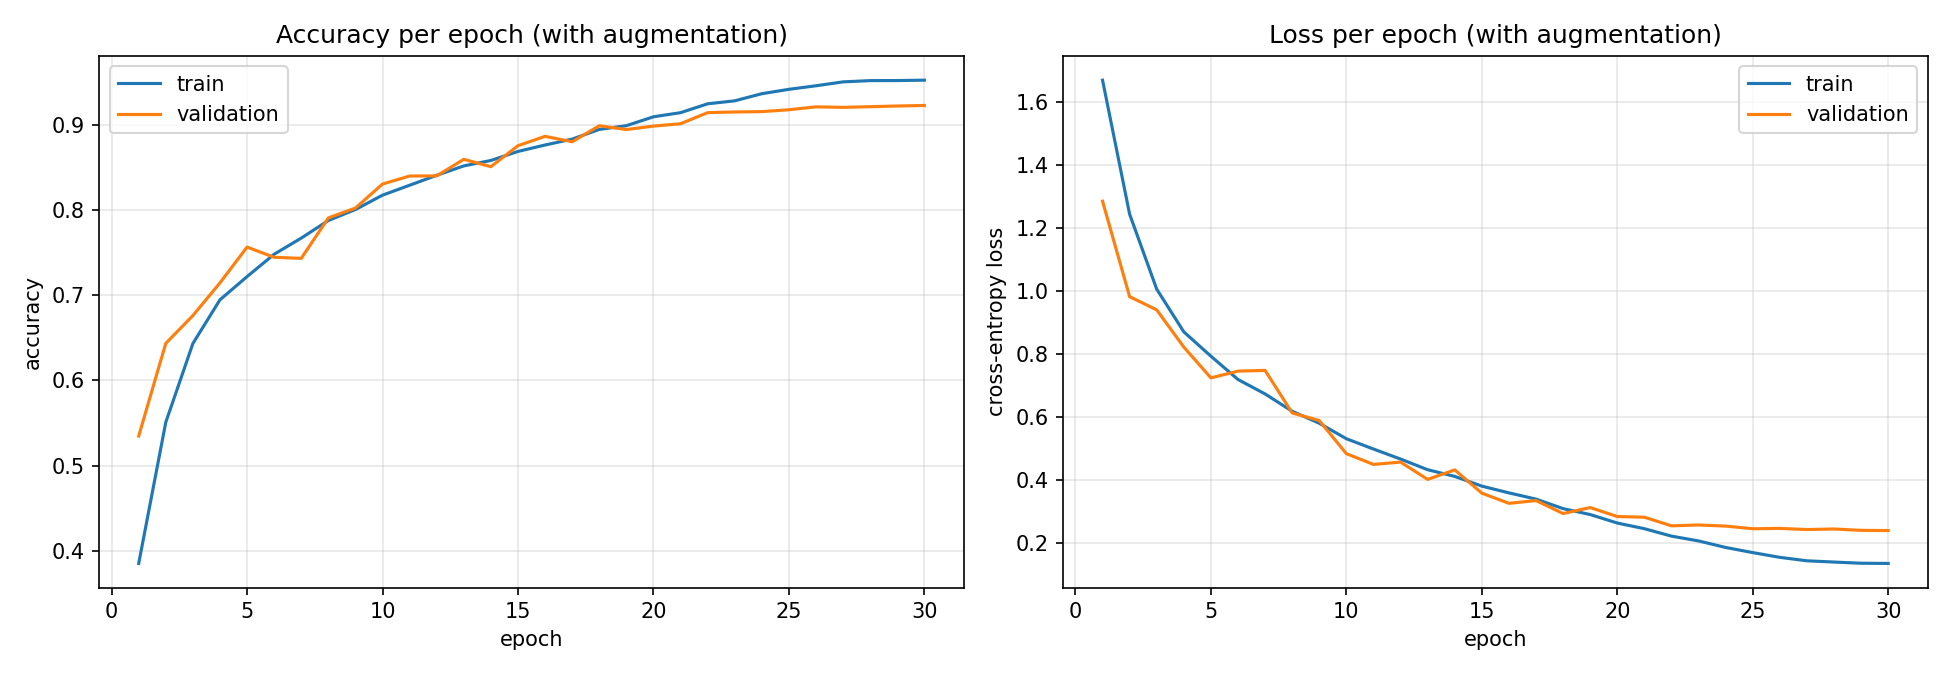 Accuracy per epoch (with augmentation)
train
validation
0.9
0.8
0.7
0.6
0.5
0.4
accuracy
0 5 10 15 20 25 30
epoch
Loss per epoch (with augmentation)
train
validation
1.6
1.4
1.2
1.0
0.8
0.6
0.4
0.2
cross-entropy loss
0 5 10 15 20 25 30
epoch